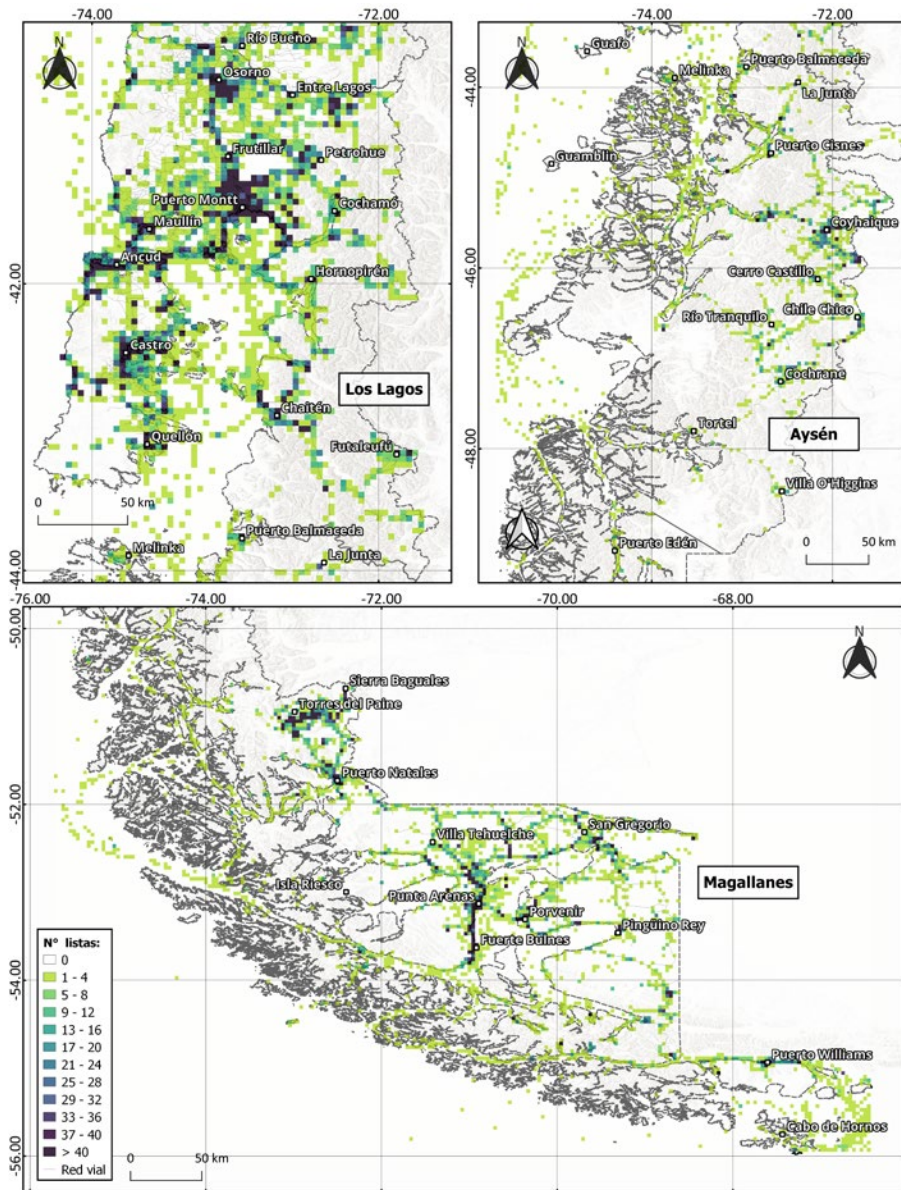 -74.00
-72.00
N
Río Bueno
Osorno
Entre Lagos
Frutillar
Petrohue
Puerto Montt
Cochamó
Maullín
Ancud
Hornopirén
-42.00
Castro
Los Lagos
Chaitén
Quellón
Futaleufú
0
50 km
Puerto Balmaceda
Melinka
La Junta
-44.00
-74.00
-72.00
N
Guafo
Puerto Balmaceda
Melinka
-44.00
La Junta
Puerto Cisnes
Guamblin
Coyhaique
-46.00
Cerro Castillo
Chile Chico
Río Tranquilo
Cochrane
Tortel
Aysén
-48.00
Villa O'Higgins
N
Puerto Edén
0
50 km
-76.00
-74.00
-72.00
-70.00
-68.00
-50.00
N
Sierra Baguales
Torres del Paine
Puerto Natales
-52.00
San Gregorio
Villa Tehuelche
Magallanes
Isla Riesco
Punta Arenas
Porvenir
Pingüino Rey
Fuerte Bulnes
-54.00
Puerto Williams
Cabo de Hornos
-56.00
N° listas:
0
1 - 4
5 - 8
9 - 12
13 - 16
17 - 20
21 - 24
25 - 28
29 - 32
33 - 36
37 - 40
> 40
Red vial
0
50 km